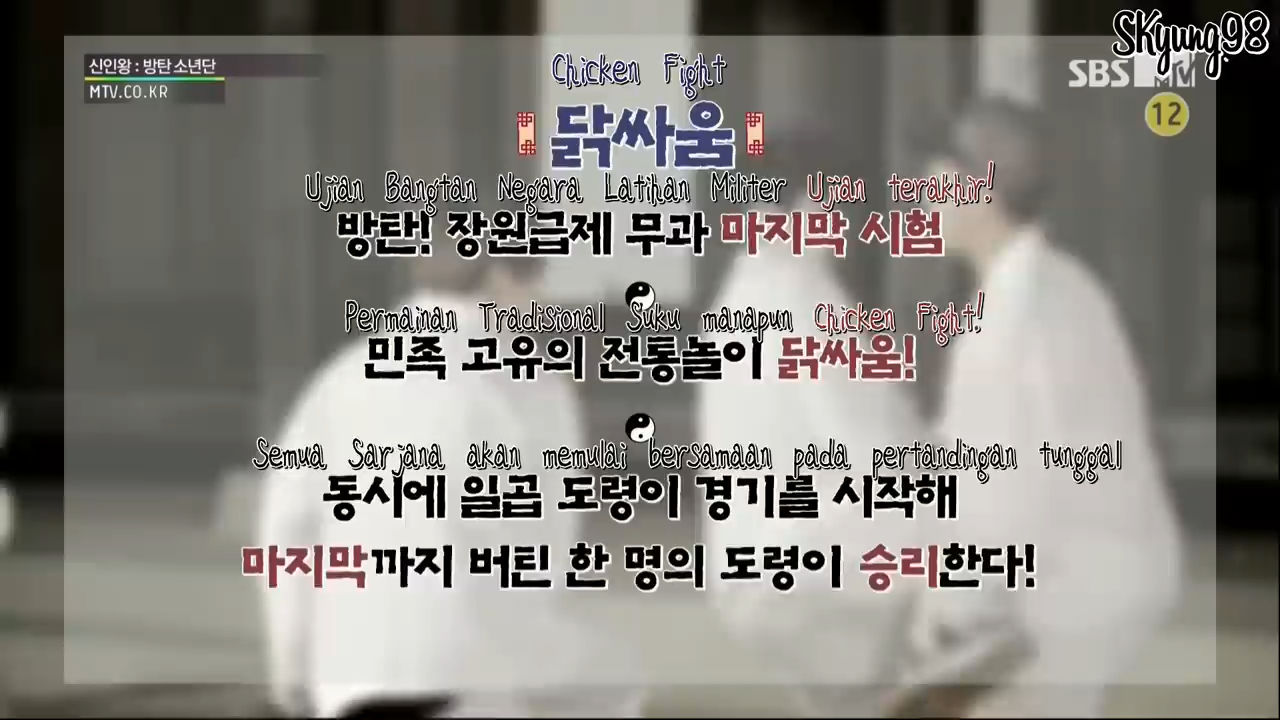 SKyung98
신인왕 : 방탄 소년단
MTV.CO.KR
SBS MTV
12
Chicken Fight
닭싸움
Ujian Bangtan Negara Latihan Militer Ujian terakhir!
방탄! 장원급제 무과 마지막 시험
Permainan Tradisional Suku manapun Chicken Fight!
민족 고유의 전통놀이 닭싸움!
Semua Sarjana akan memulai bersamaan pada pertandingan tunggal
동시에 일곱 도령이 경기를 시작해
마지막까지 버틴 한 명의 도령이 승리한다!